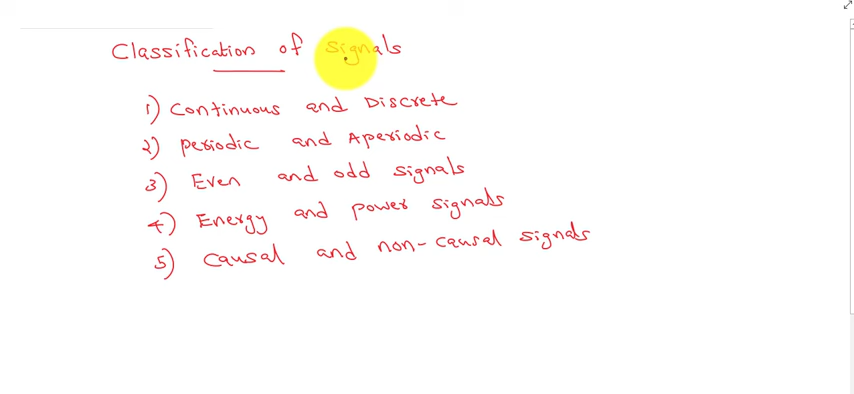 Classification of Signals
1) Continuous and Discrete
2) Periodic and Aperiodic
3) Even and odd signals
4) Energy and power signals
5) Causal and non-causal signals